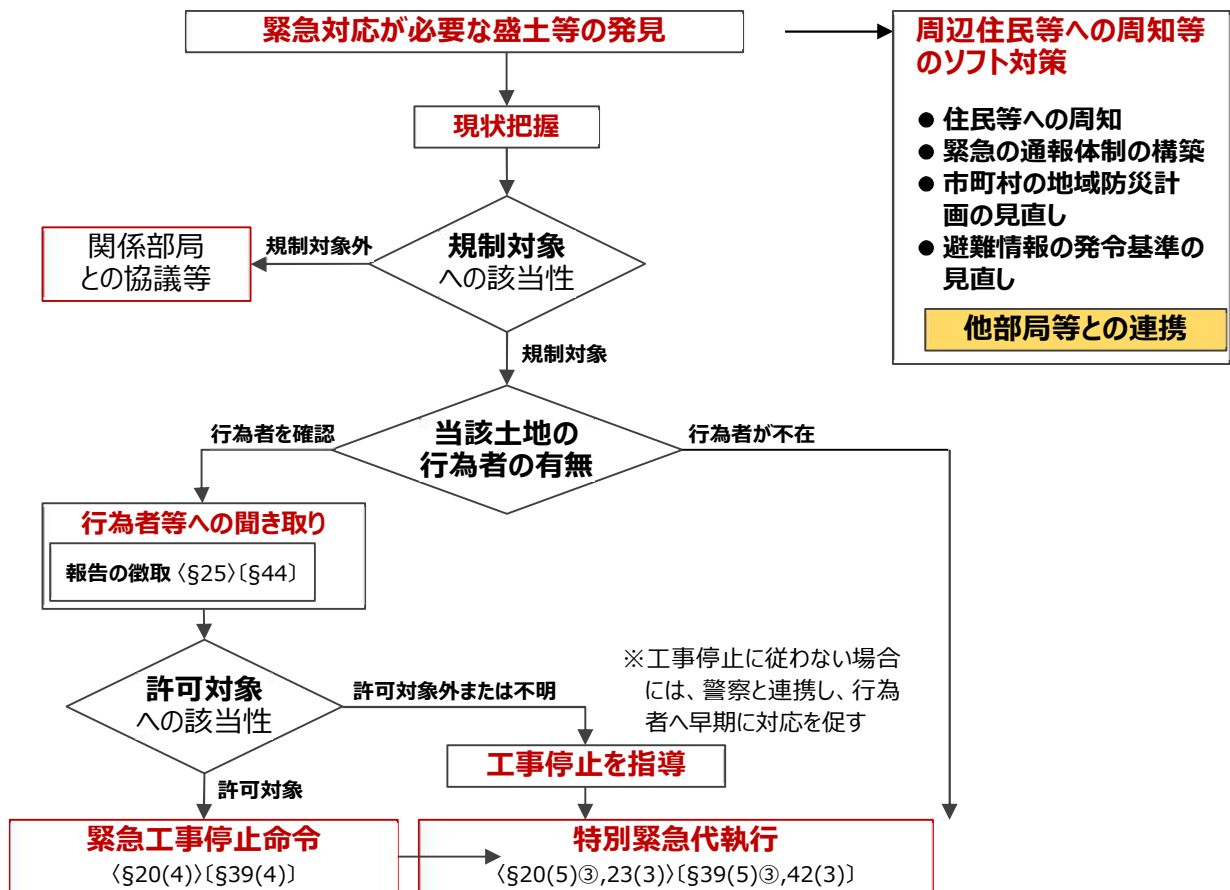 緊急対応が必要な盛土等の発見
周辺住民等への周知等
のソフト対策
● 住民等への周知
● 緊急の通報体制の構築
● 市町村の地域防災計
画の見直し
● 避難情報の発令基準の
見直し
他部局等との連携
現状把握
規制対象
への該当性
規制対象外
関係部局
との協議等
規制対象
当該土地の
行為者の有無
行為者を確認
行為者が不在
行為者等への聞き取り
報告の徴取〈§25〉〔§44〕
許可対象
への該当性
許可対象外または不明
※工事停止に従わない場合
には、警察と連携し、行為
者へ早期に対応を促す
工事停止を指導
許可対象
緊急工事停止命令
〈§20(4)〉〔§39(4)〕
特別緊急代執行
〈§20(5)③,23(3)〉〔§39(5)③,42(3)〕